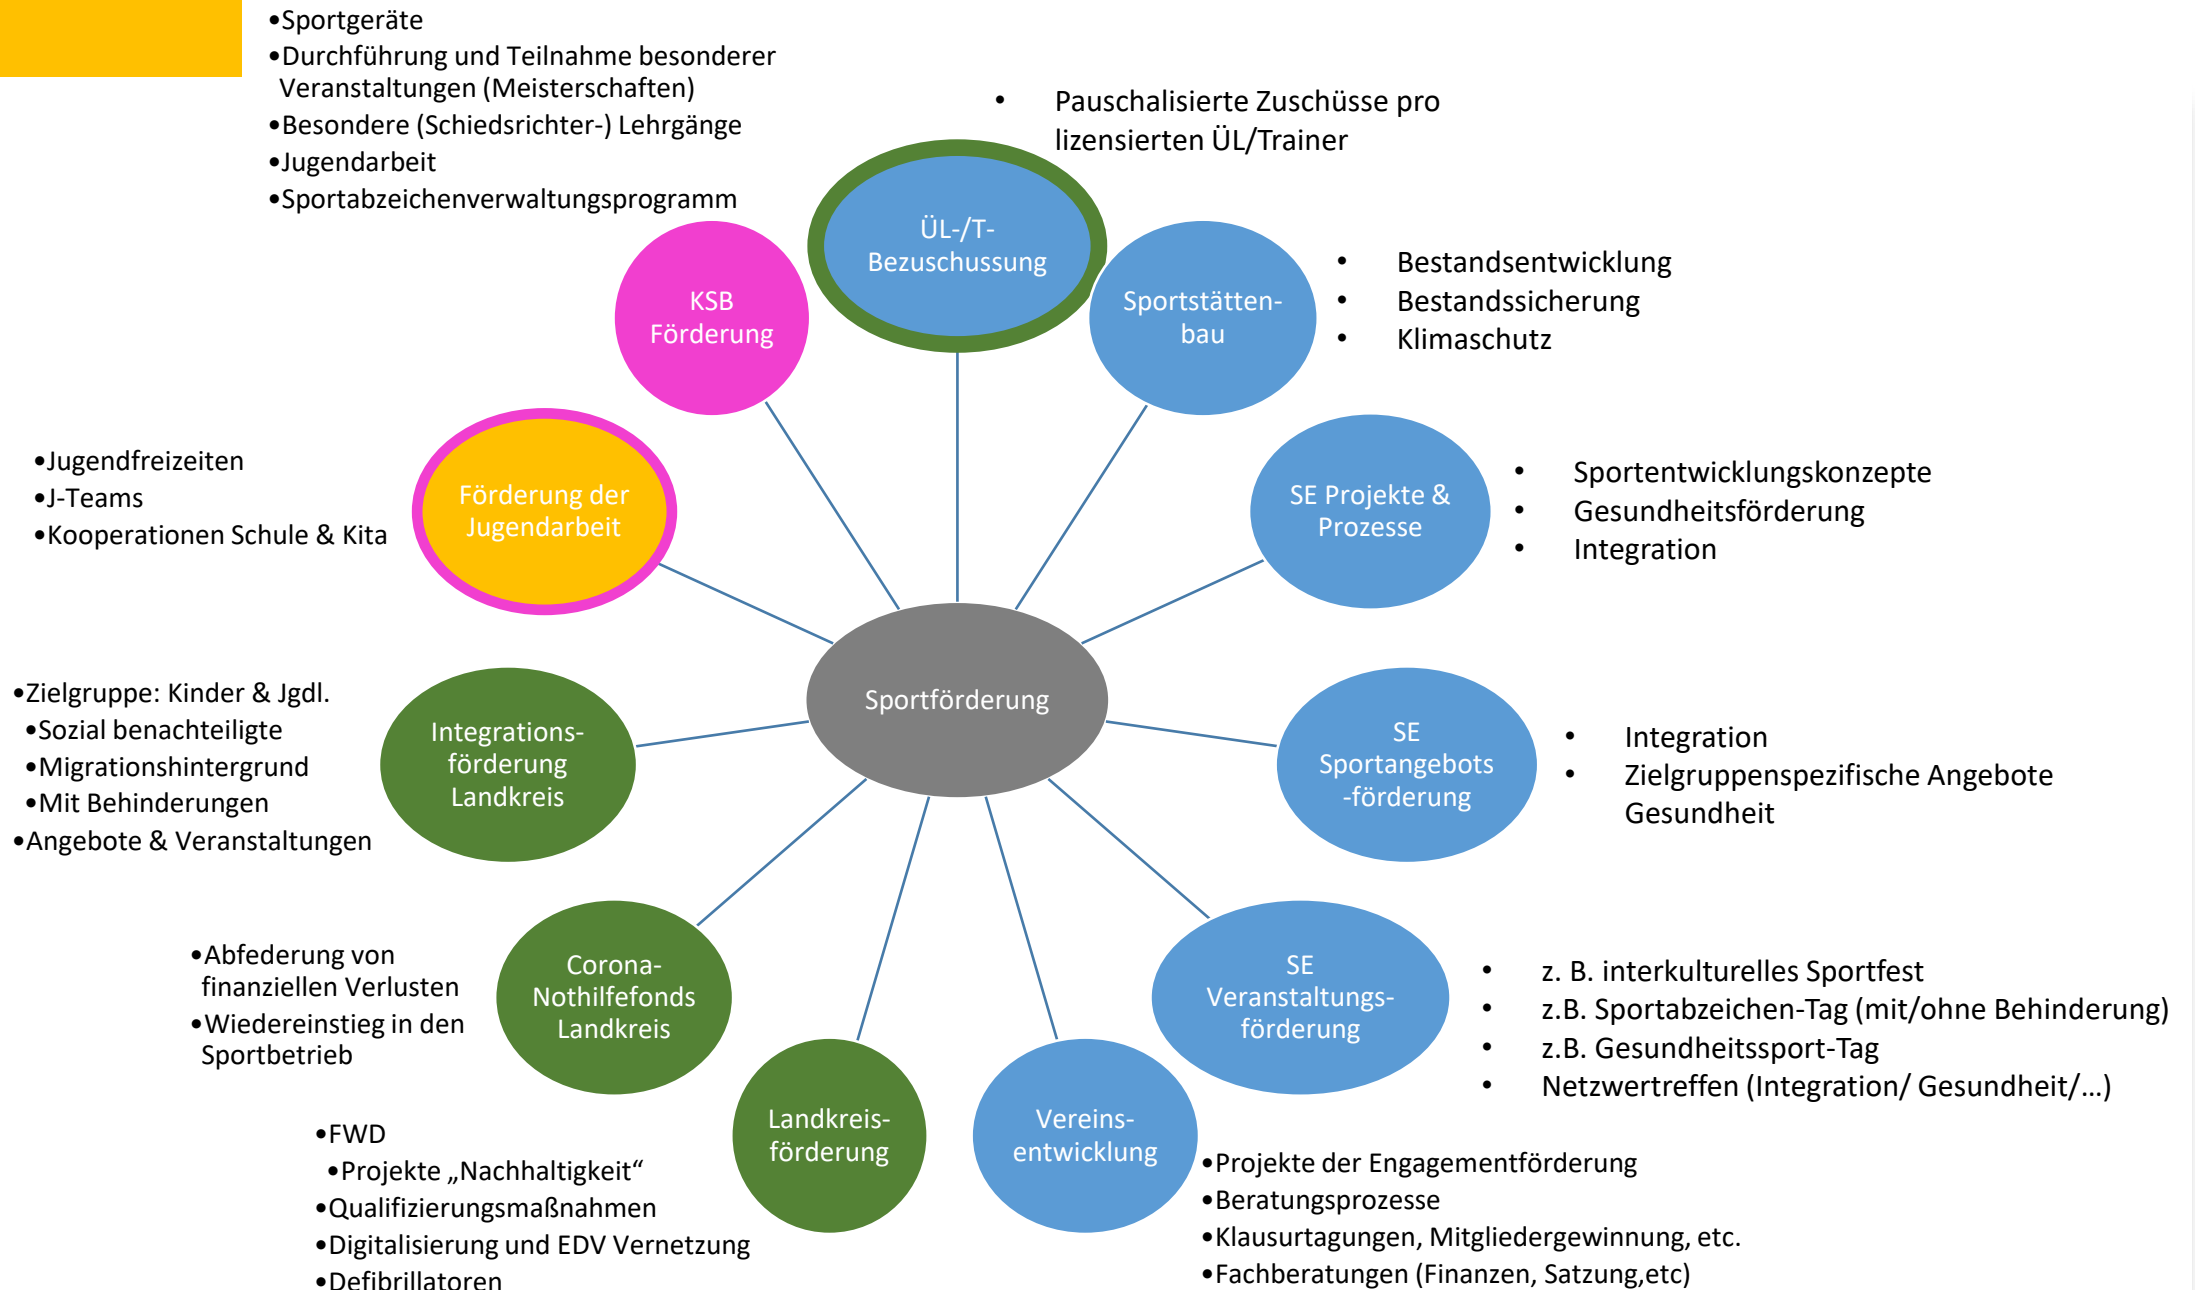 •Sportgeräte
•Durchführung und Teilnahme besonderer
Veranstaltungen (Meisterschaften)
•Besondere (Schiedsrichter-) Lehrgänge
•Jugendarbeit
•Sportabzeichenverwaltungsprogramm
• Pauschalisierte Zuschüsse pro
lizensierten ÜL/Trainer
ÜL-/T-
Bezuschussung
KSB
Förderung
Sportstätten-
bau
• Bestandsentwicklung
• Bestandssicherung
• Klimaschutz
•Jugendfreizeiten
•J-Teams
•Kooperationen Schule & Kita
Förderung der
Jugendarbeit
SE Projekte &
Prozesse
• Sportentwicklungskonzepte
• Gesundheitsförderung
• Integration
Sportförderung
•Zielgruppe: Kinder & Jgdl.
•Sozial benachteiligte
•Migrationshintergrund
•Mit Behinderungen
•Angebote & Veranstaltungen
Integrations-
förderung
Landkreis
SE
Sportangebots
-förderung
• Integration
• Zielgruppenspezifische Angebote
Gesundheit
•Abfederung von
finanziellen Verlusten
•Wiedereinstieg in den
Sportbetrieb
Corona-
Nothilfefonds
Landkreis
SE
Veranstaltungs-
förderung
• z. B. interkulturelles Sportfest
• z.B. Sportabzeichen-Tag (mit/ohne Behinderung)
• z.B. Gesundheitssport-Tag
• Netzwertreffen (Integration/ Gesundheit/...)
•FWD
•Projekte „Nachhaltigkeit“
•Qualifizierungsmaßnahmen
•Digitalisierung und EDV Vernetzung
•Defibrillatoren
Landkreis-
förderung
Vereins-
entwicklung
•Projekte der Engagementförderung
•Beratungsprozesse
•Klausurtagungen, Mitgliedergewinnung, etc.
•Fachberatungen (Finanzen, Satzung,etc)